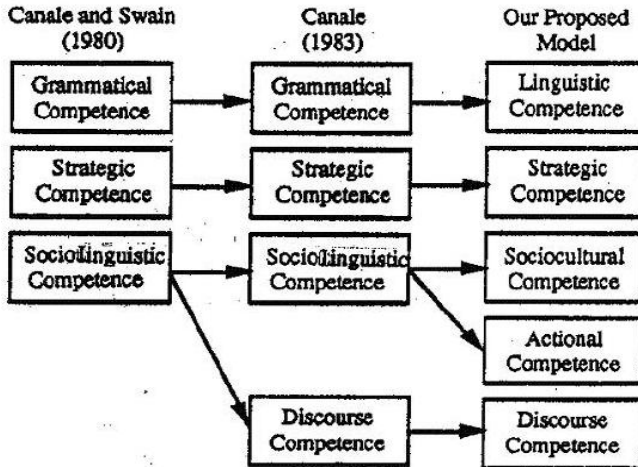 Canale and Swain
(1980)
Canale
(1983)
Our Proposed
Model
Grammatical
Competence
Grammatical
Competence
Linguistic
Competence
Strategic
Competence
Strategic
Competence
Strategic
Competence
Sociolinguistic
Competence
Sociolinguistic
Competence
Sociocultural
Competence
Actional
Competence
Discourse
Competence
Discourse
Competence